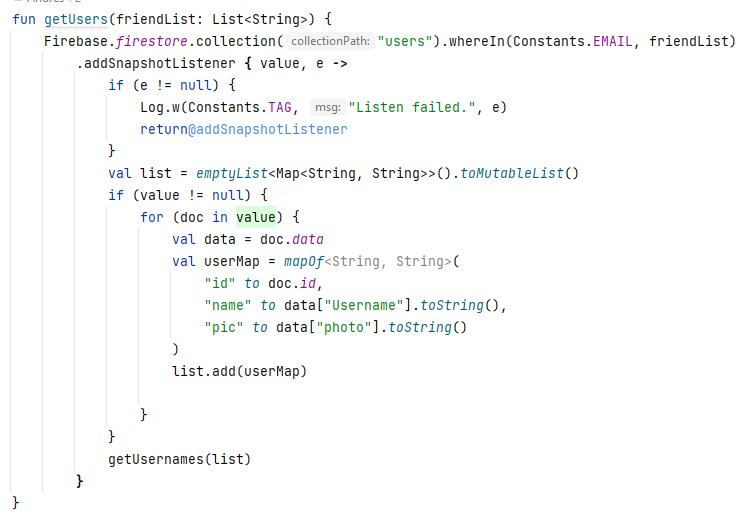 fun getUsers(friendList: List<String>) {
    Firebase.firestore.collection( collectionPath: "users").whereIn(Constants.EMAIL, friendList)
        .addSnapshotListener { value, e ->
            if (e != null) {
                Log.w(Constants.TAG, msg: "Listen failed.", e)
                return@addSnapshotListener
            }
            val list = emptyList<Map<String, String>>().toMutableList()
            if (value != null) {
                for (doc in value) {
                    val data = doc.data
                    val userMap = mapOf<String, String>(
                        "id" to doc.id,
                        "name" to data["Username"].toString(),
                        "pic" to data["photo"].toString()
                    )
                    list.add(userMap)

                }
            }
            getUsernames(list)
        }
}